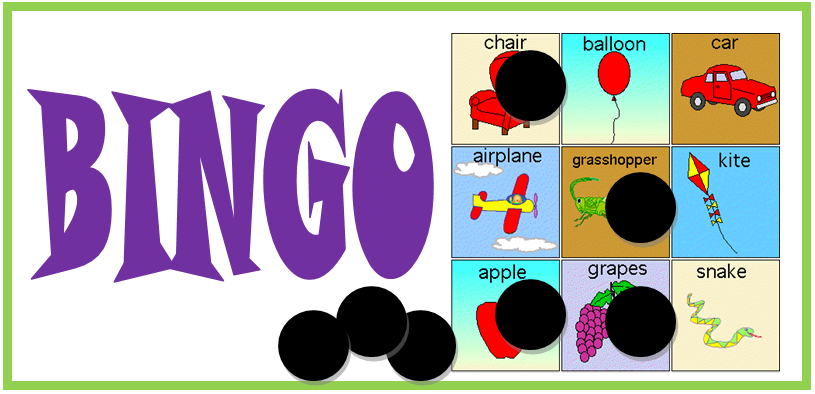 BINGO
chair balloon car
airplane grasshopper kite
apple grapes snake